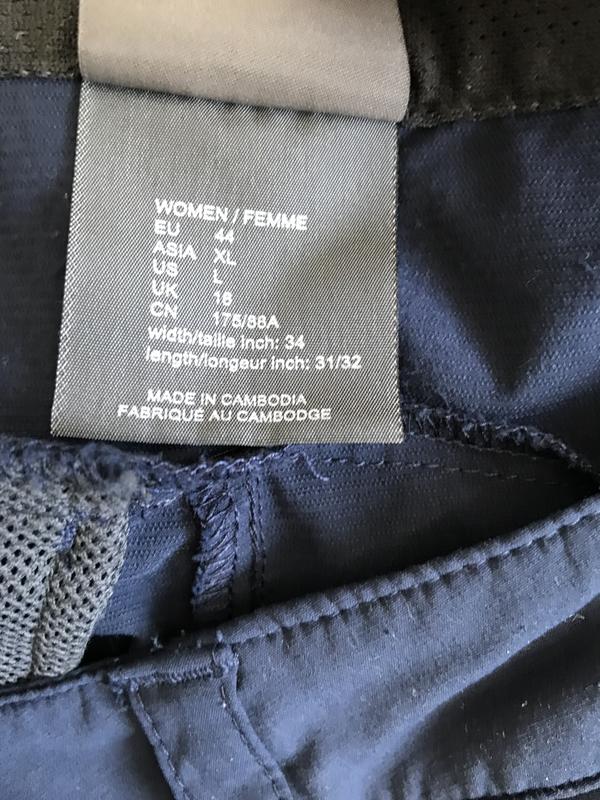 WOMEN / FEMME
EU 44
ASIA XL
US L
UK 16
CN 175/88A
width/taille inch: 34
length/longeur inch: 31/32
MADE IN CAMBODIA
FABRIQUÉ AU CAMBODGE